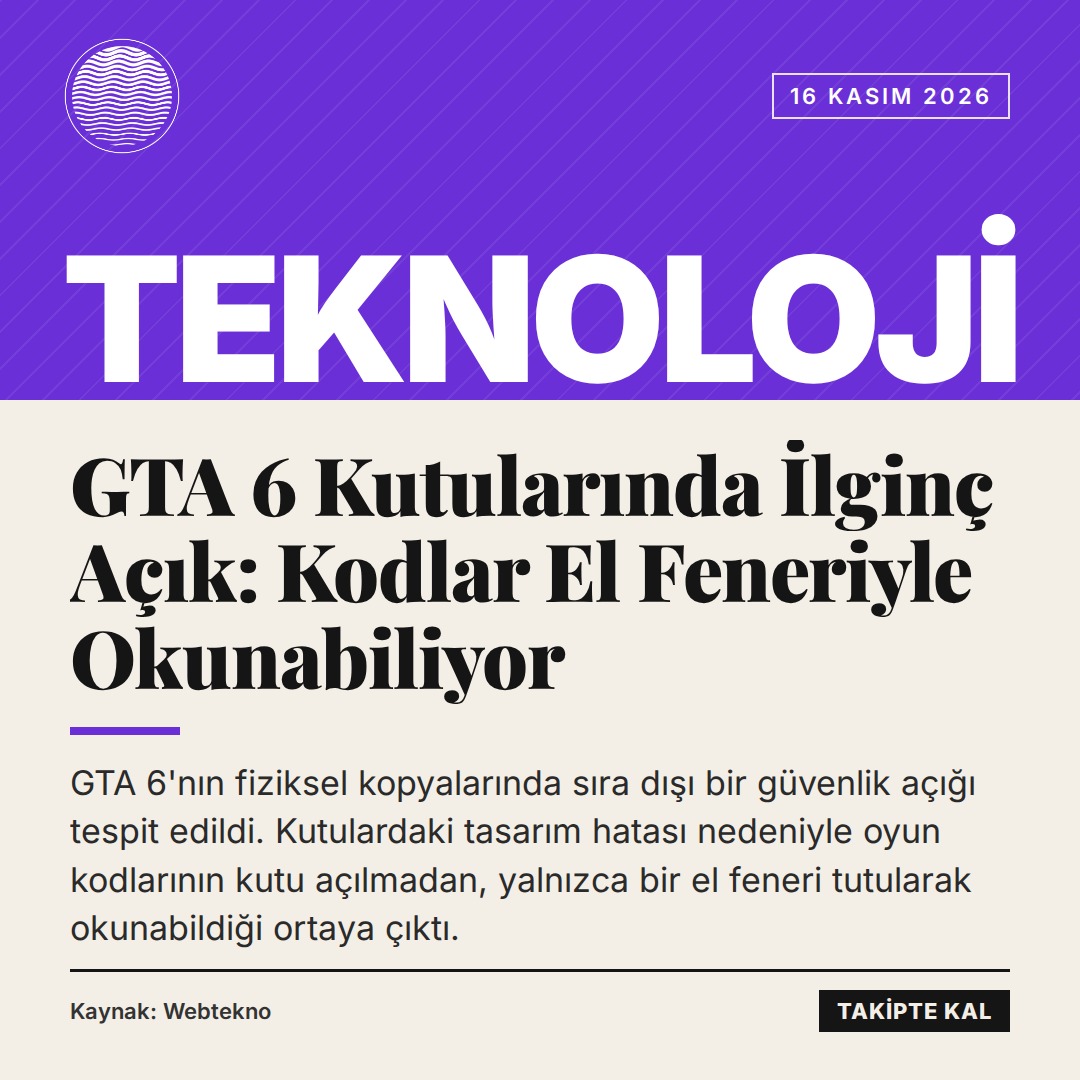 16 KASIM 2026
TEKNOLOJİ
GTA 6 Kutularında İlginç
Açık: Kodlar El Feneriyle
Okunabiliyor
GTA 6'nın fiziksel kopyalarında sıra dışı bir güvenlik açığı
tespit edildi. Kutulardaki tasarım hatası nedeniyle oyun
kodlarının kutu açılmadan, yalnızca bir el feneri tutularak
okunabildiği ortaya çıktı.
Kaynak: Webtekno
TAKİPTE KAL